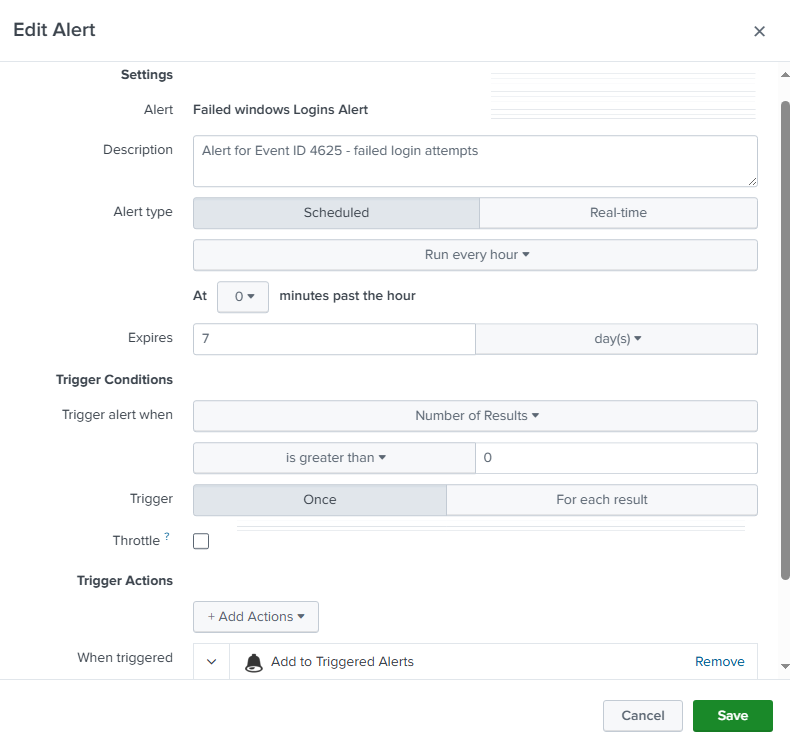 Edit Alert ×
Settings
Alert Failed windows Logins Alert
Description Alert for Event ID 4625 - failed login attempts
Alert type Scheduled Real-time
Run every hour
At 0 minutes past the hour
Expires 7 day(s)
Trigger Conditions
Trigger alert when Number of Results
is greater than 0
Trigger Once For each result
Throttle ?
Trigger Actions
+ Add Actions
When triggered Add to Triggered Alerts Remove
Cancel Save